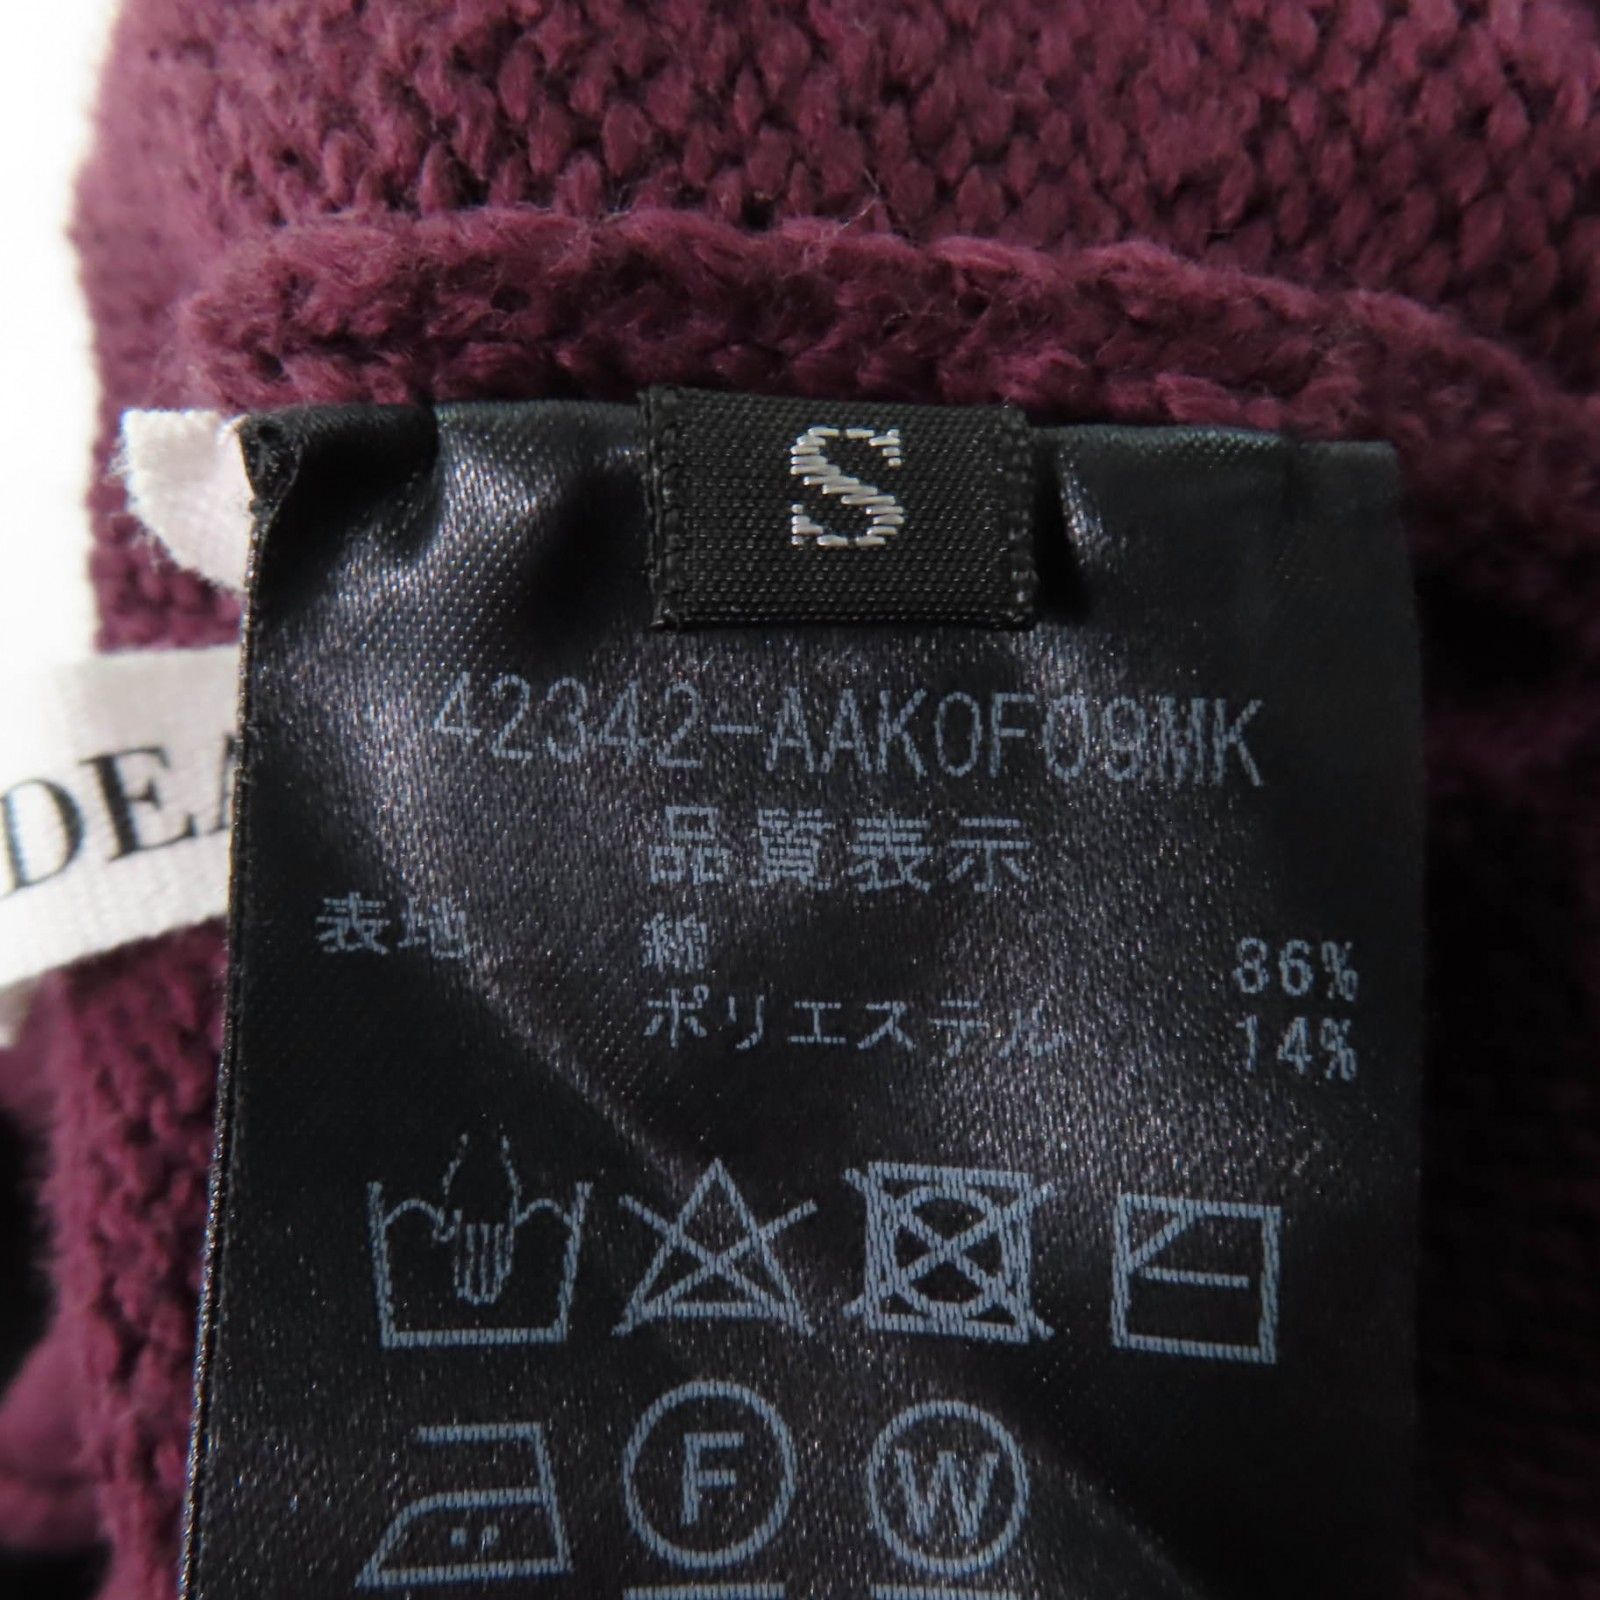 S
42342-AAK0F09MK
品質表示
表地 綿 86%
ポリエステル 14%
DEA
F
W